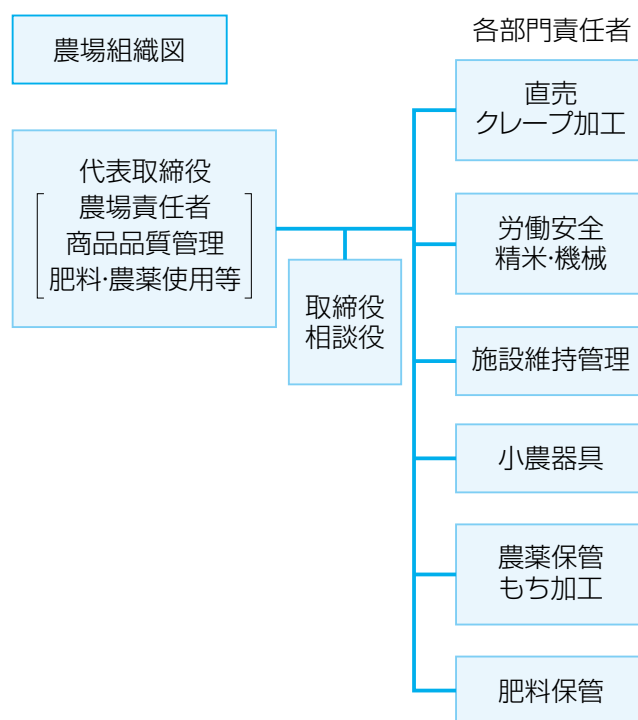 農場組織図
代表取締役
農場責任者
商品品質管理
肥料・農薬使用等
取締役
相談役
各部門責任者
直売
クレープ加工
労働安全
精米・機械
施設維持管理
小農器具
農薬保管
もち加工
肥料保管